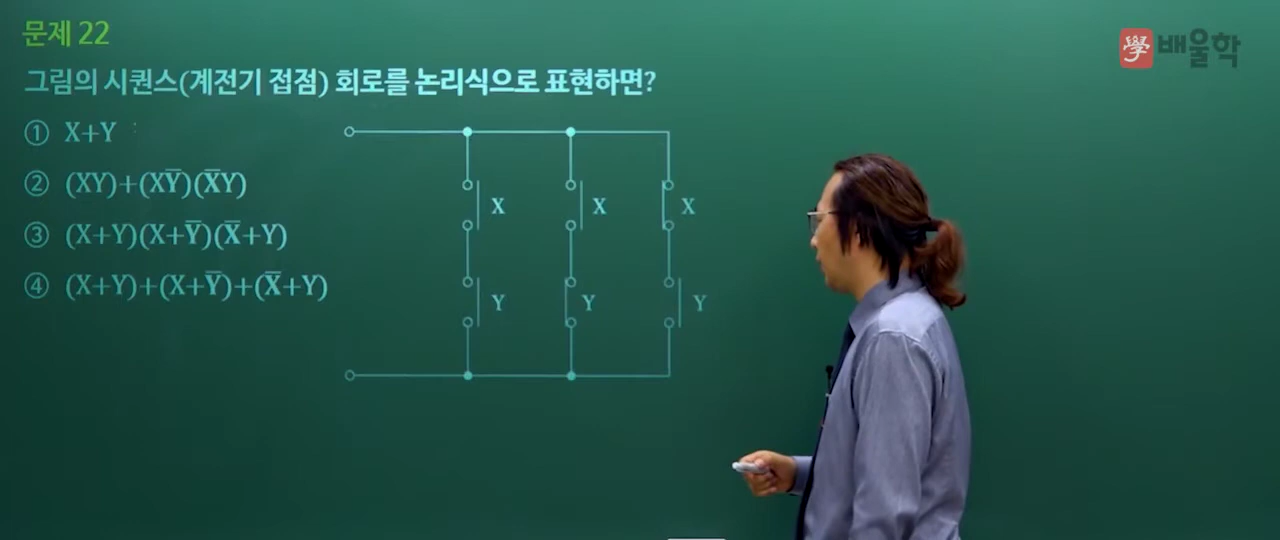 문제 22
學 배울학
그림의 시퀀스(계전기 접점) 회로를 논리식으로 표현하면?
① X+Y
② (XY)+(XY̅)(X̅Y)
③ (X+Y)(X+Y̅)(X̅+Y)
④ (X+Y)+(X+Y̅)+(X̅+Y)
X X X
Y Y Y